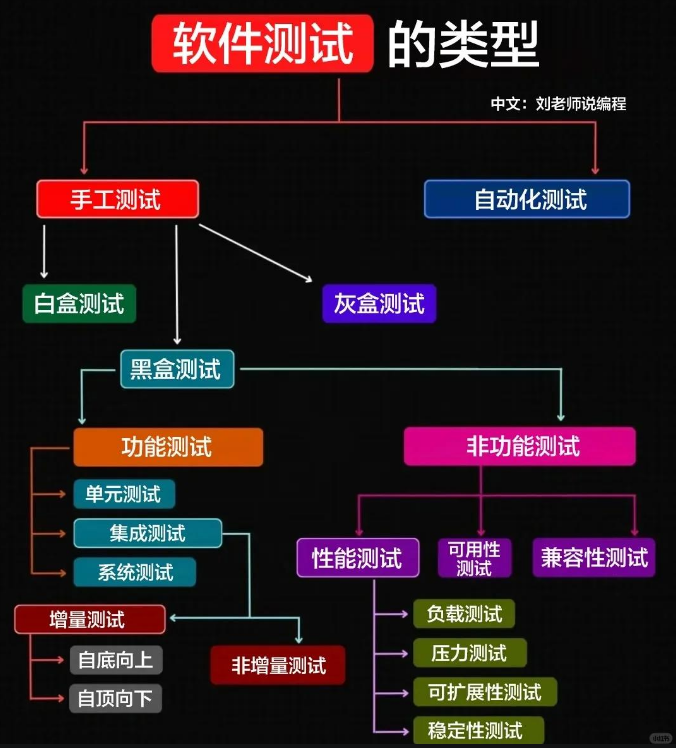 软件测试 的类型
中文：刘老师说编程
手工测试
自动化测试
白盒测试
灰盒测试
黑盒测试
功能测试
非功能测试
单元测试
集成测试
系统测试
性能测试
可用性
测试
兼容性测试
增量测试
自底向上
自顶向下
非增量测试
负载测试
压力测试
可扩展性测试
稳定性测试